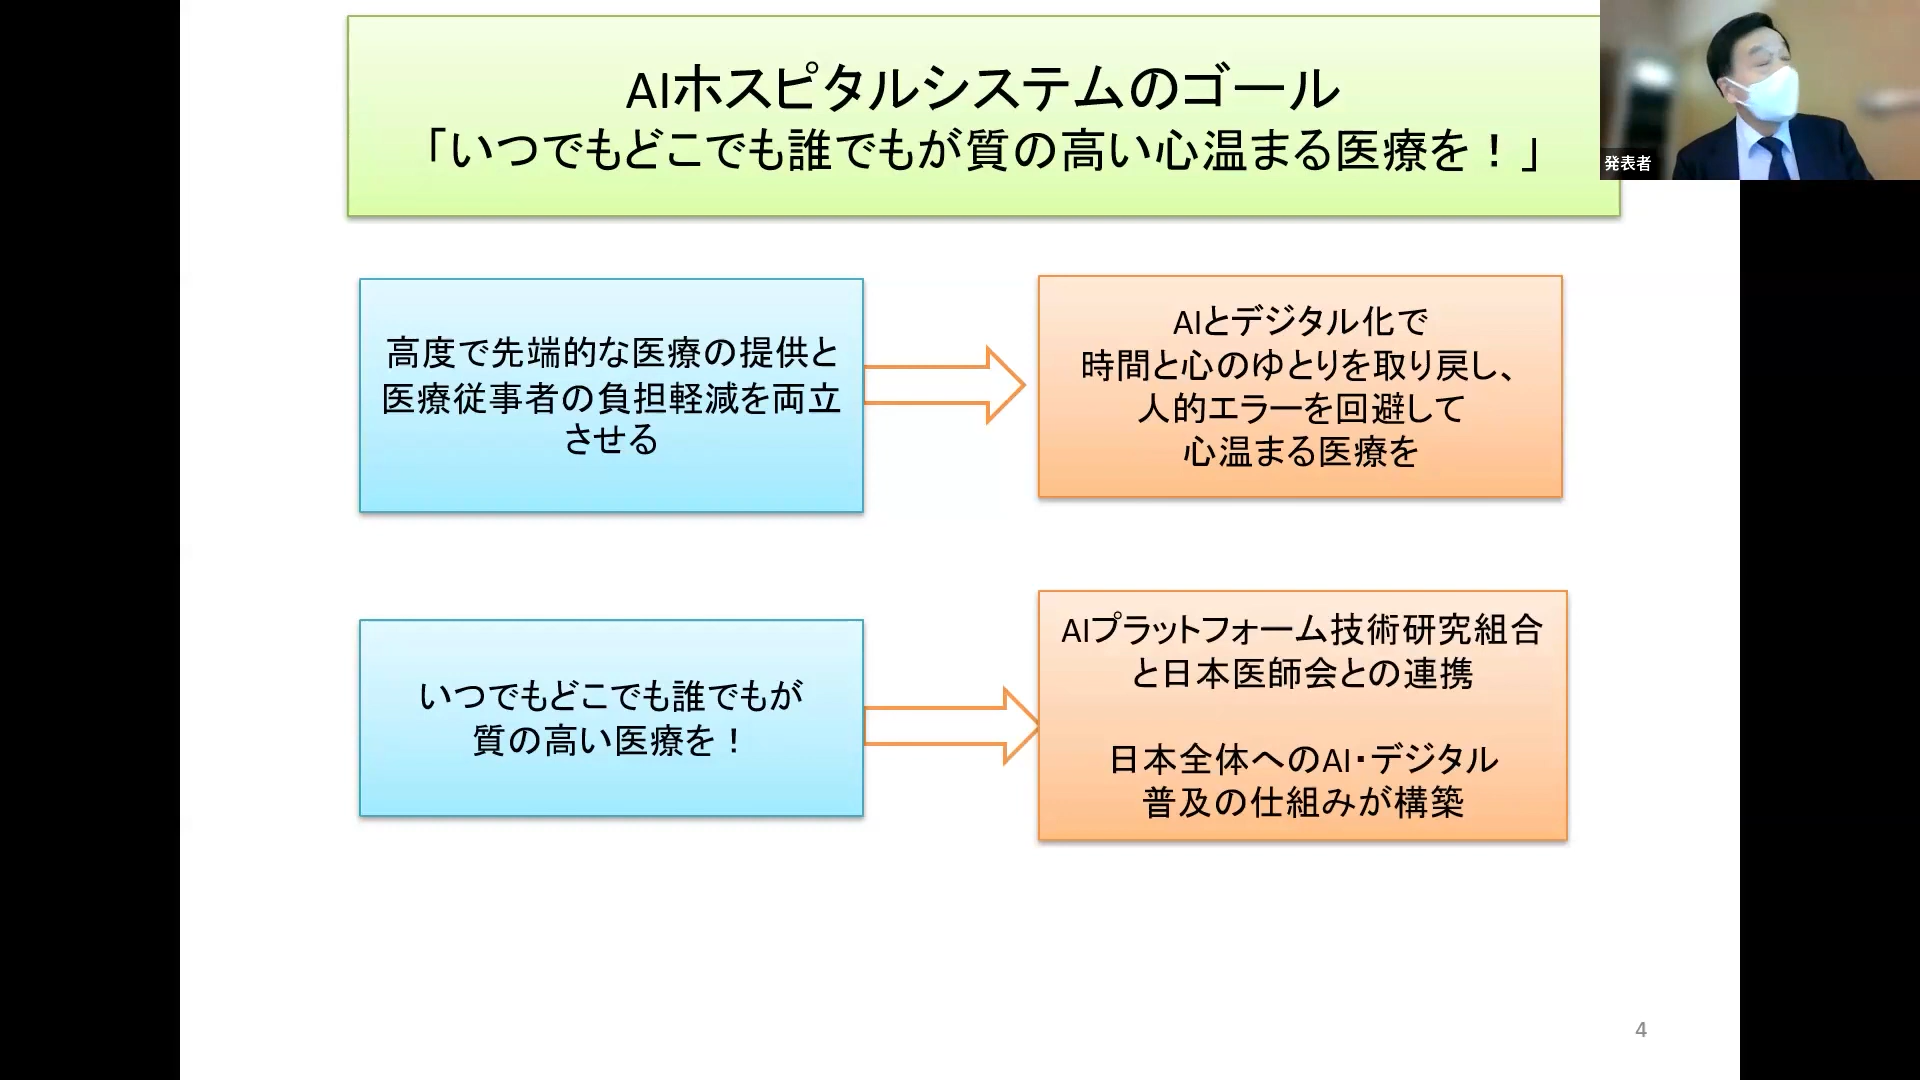 AIホスピタルシステムのゴール
「いつでもどこでも誰でもが質の高い心温まる医療を！」
発表者
高度で先端的な医療の提供と
医療従事者の負担軽減を両立
させる
AIとデジタル化で
時間と心のゆとりを取り戻し、
人的エラーを回避して
心温まる医療を
いつでもどこでも誰でもが
質の高い医療を！
AIプラットフォーム技術研究組合
と日本医師会との連携
日本全体へのAI・デジタル
普及の仕組みが構築
4